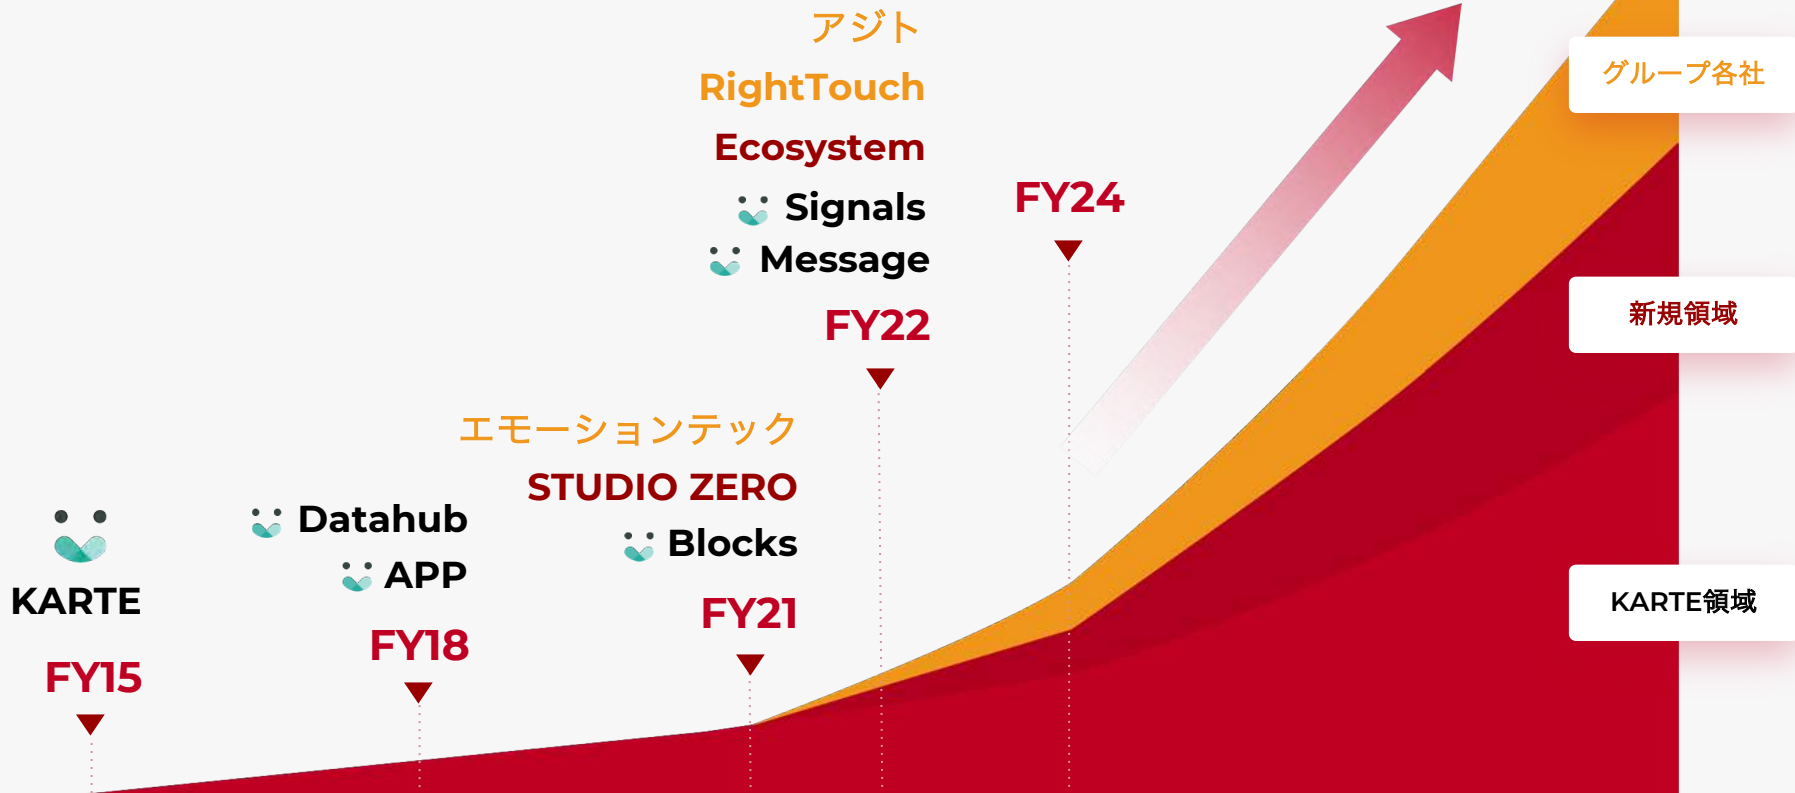 KARTE
FY15
Datahub
APP
FY18
エモーションテック
STUDIO ZERO
Blocks
FY21
アジト
RightTouch
Ecosystem
Signals
Message
FY22
FY24
グループ各社
新規領域
KARTE領域